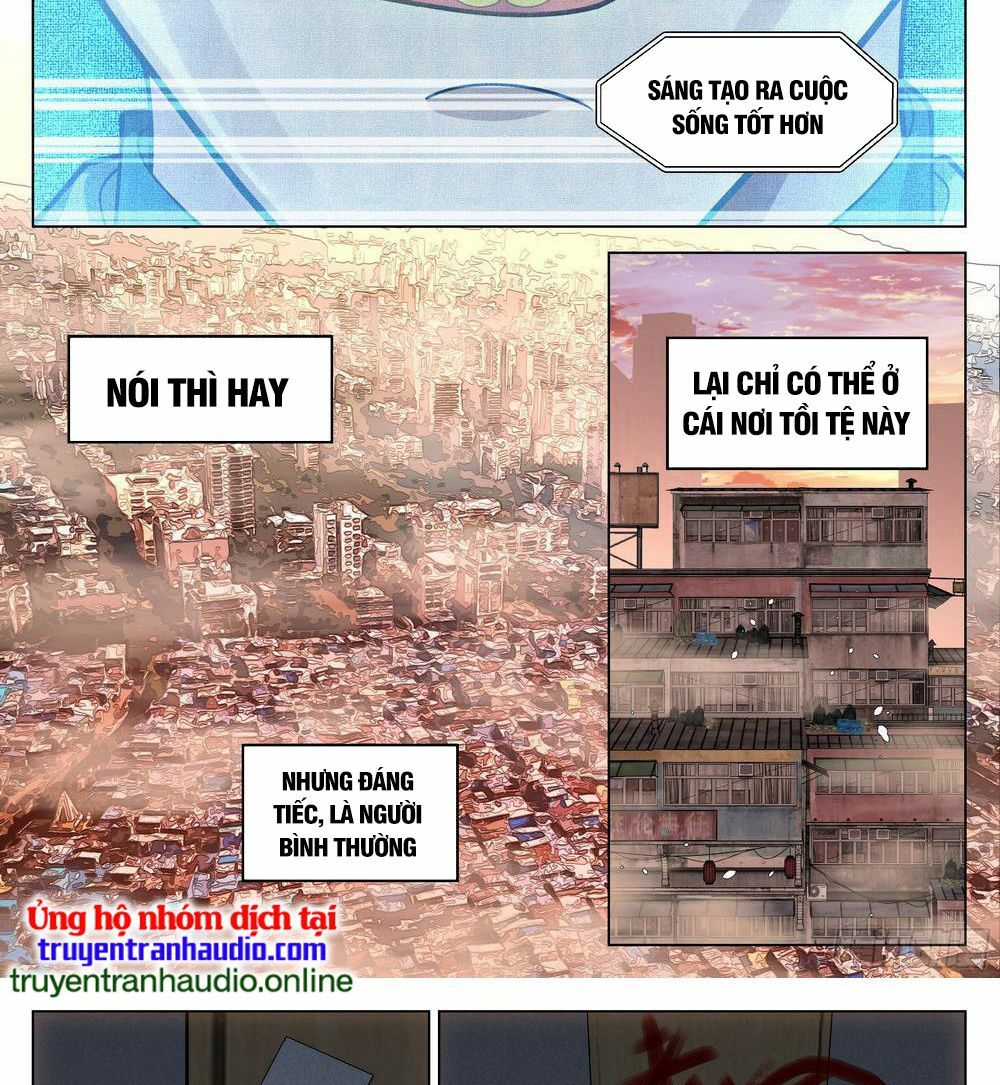 SÁNG TẠO RA CUỘC
SỐNG TỐT HƠN
NÓI THÌ HAY
LẠI CHỈ CÓ THỂ Ở
CÁI NƠI TỒI TỆ NÀY
NHƯNG ĐÁNG
TIẾC, LÀ NGƯỜI
BÌNH THƯỜNG
Ủng hộ nhóm dịch tại
truyentranhaudio.com
truyentranhaudio.online